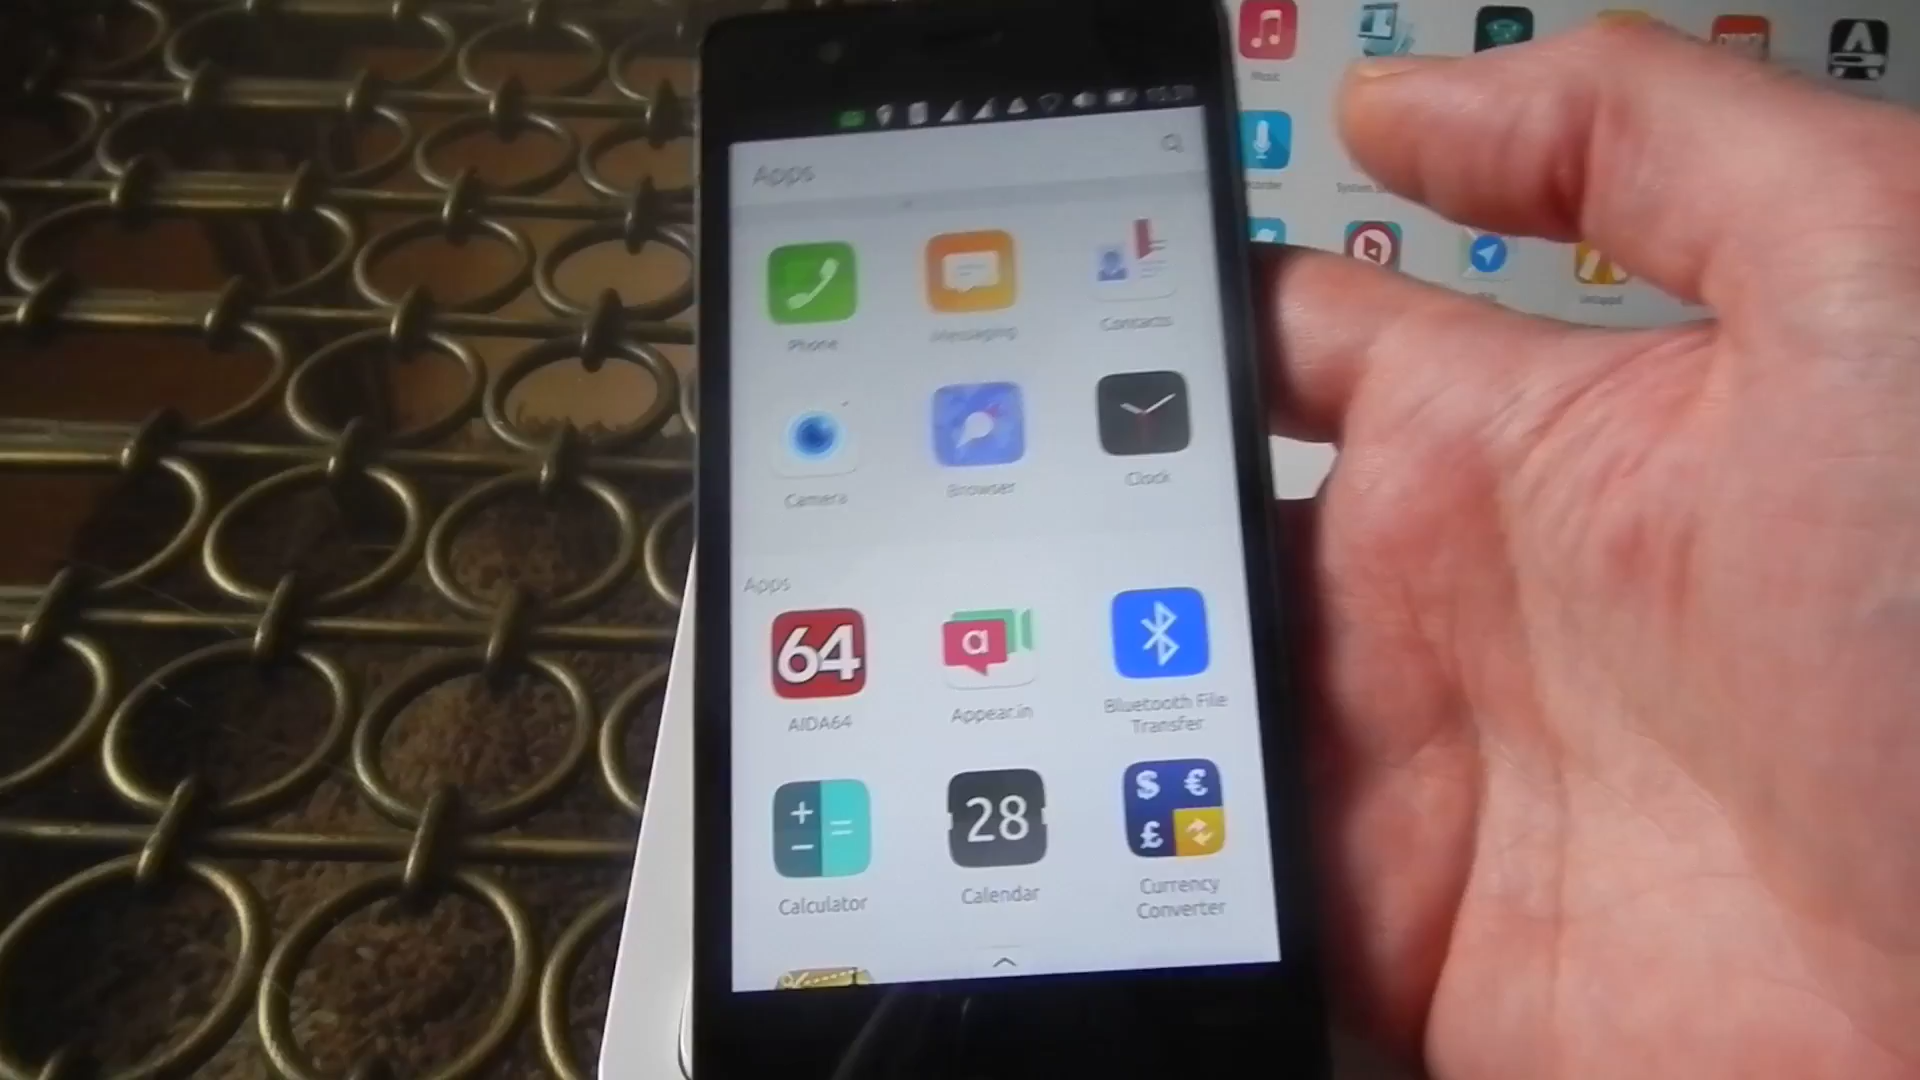 Apps
Phone
Messaging
Contacts
Camera
Browser
Clock
Apps
64
a
AIDA64
Appear.in
Bluetooth File
Transfer
+ =
−
28
$ €
£
Calculator
Calendar
Currency
Converter
Music